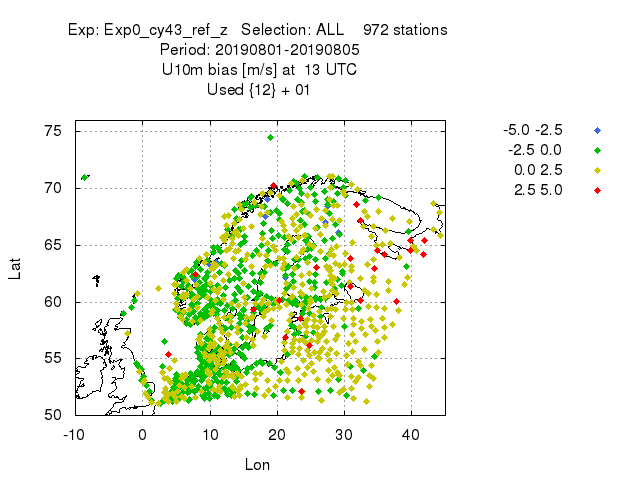 Exp: Exp0_cy43_ref_z   Selection: ALL    972 stations
Period: 20190801-20190805
U10m bias [m/s] at  13 UTC
Used {12} + 01
-5.0 -2.5
-2.5 0.0
0.0 2.5
2.5 5.0
75
70
65
60
55
50
Lat
-10 0 10 20 30 40
Lon